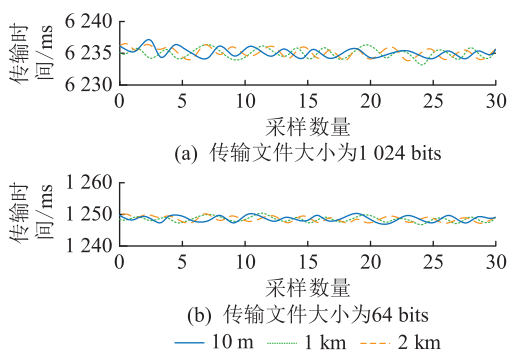 6 240
6 235
6 230
传输时
间/ms
0 5 10 15 20 25 30
采样数量
(a) 传输文件大小为1 024 bits
1 260
1 250
1 240
传输时
间/ms
0 5 10 15 20 25 30
采样数量
(b) 传输文件大小为64 bits
10 m 1 km 2 km